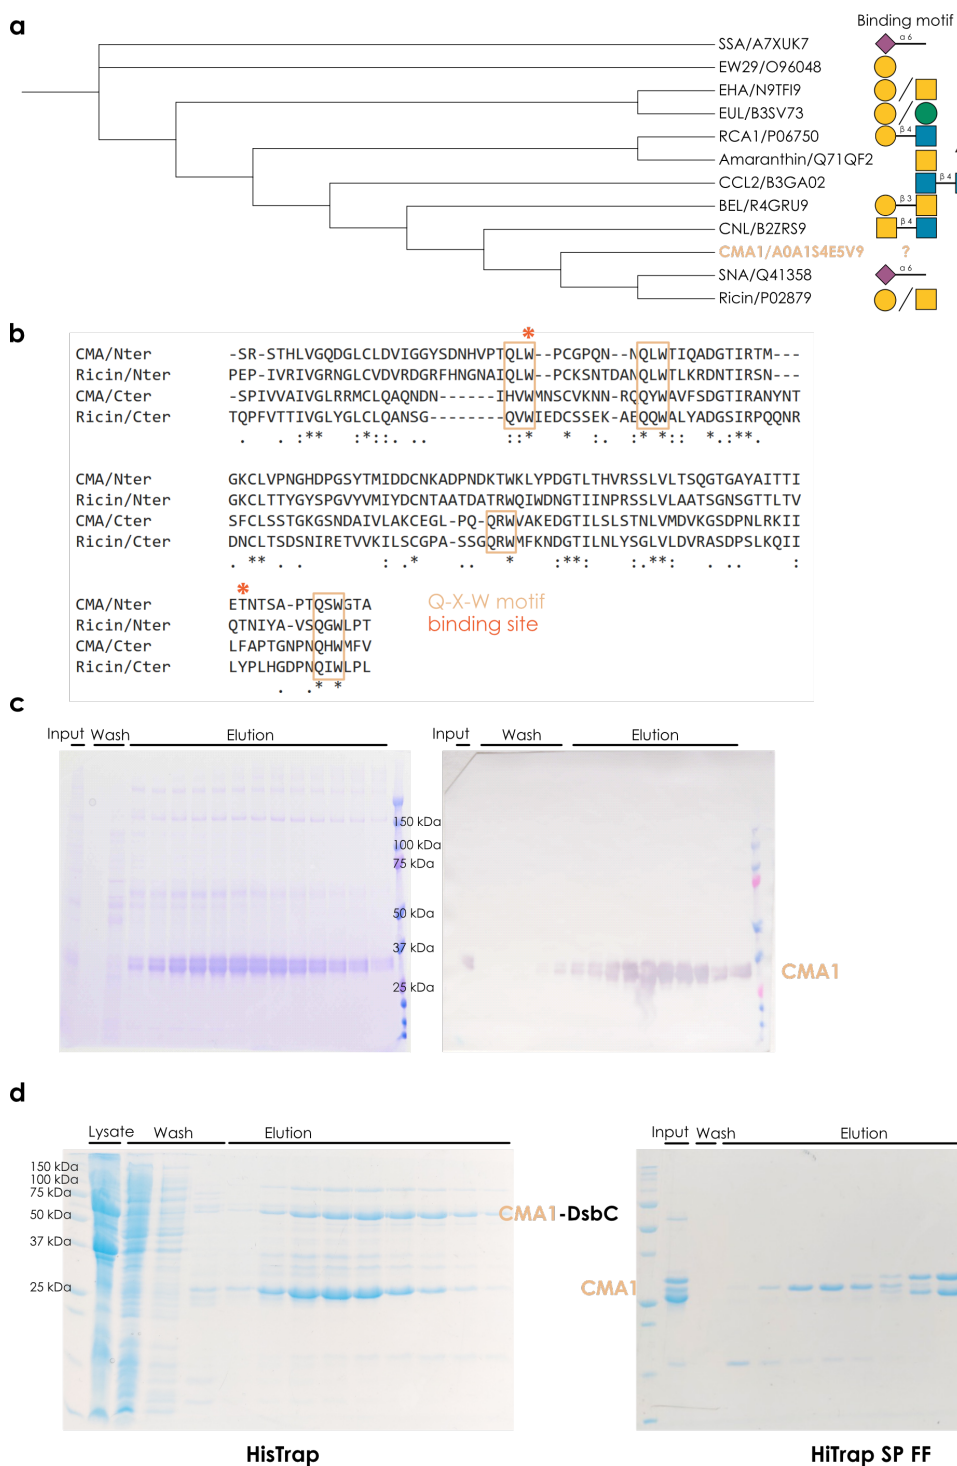 a
Binding motif
SSA/A7XUK7
α 6
EW29/O96048
EHA/N9TFI9
EUL/B3SV73
RCA1/P06750
β 4
Amaranthin/Q71QF2
CCL2/B3GA02
β 4
BEL/R4GRU9
β 3
CNL/B2ZRS9
β 4
CMA1/A0A1S4E5V9 ?
SNA/Q41358
α 6
Ricin/P02879
b
*
CMA/Nter -SR-STHLVGQDGLCLDVIGGYSDNHVPTQLW--PCGPQN--NQLWTIQADGTIRTM---
Ricin/Nter PEP-IVRIVGRNGLCVDVRDGRFHNGNAIQLW--PCKSNTDANQLWTLKRDNTIRSN---
CMA/Cter -SPIVVAIVGLRRMCLQAQNDN------IHVWMNSCVKNN-RQQYWAVFSDGTIRANYNT
Ricin/Cter TQPFVTTIVGLYGLCLQANSG-------QVWIEDCSSEK-AEQQWALYADGSIRPQQNR
. .:** :*::. .. ::* * :. .* *. *.:**.
CMA/Nter GKCLVPNGHDPGSYTMIDDCNKADPNDKTWKLYPDGTLTHVRSSLVLTSQGTGAYAITTI
Ricin/Nter GKCLTTYGYSPGVYVMIYDCNTAATDATRWQIWDNGTIINPRSSLVLAATSGNSGTTLTV
CMA/Cter SFCLSSTGKGSNDAIVLAKCEGL-PQ-QRWVAKEDGTILSLSTNLVMDVKGSDPNLRKII
Ricin/Cter DNCLTSDSNIRETVVKILSCGPA-SSGQRWMFKNDGTILNLYSGLVLDVRASDPSLKQII
. ** . . : .* . . * :**: :.**: .. :
*
CMA/Nter ETNTSA-PTQSWGTA
Ricin/Nter QTNIYA-VSQGWLPT
CMA/Cter LFAPTGNPNQHWMFV
Ricin/Cter LYPLHGDPNQIWLPL
. .* *
Q-X-W motif
binding site
c
Input Wash Elution
Input Wash Elution
150 kDa
100 kDa
75 kDa
50 kDa
37 kDa
25 kDa
CMA1
d
Lysate Wash Elution
Input Wash Elution
150 kDa
100 kDa
75 kDa
50 kDa
37 kDa
25 kDa
CMA1-DsbC
CMA1
HisTrap
HiTrap SP FF